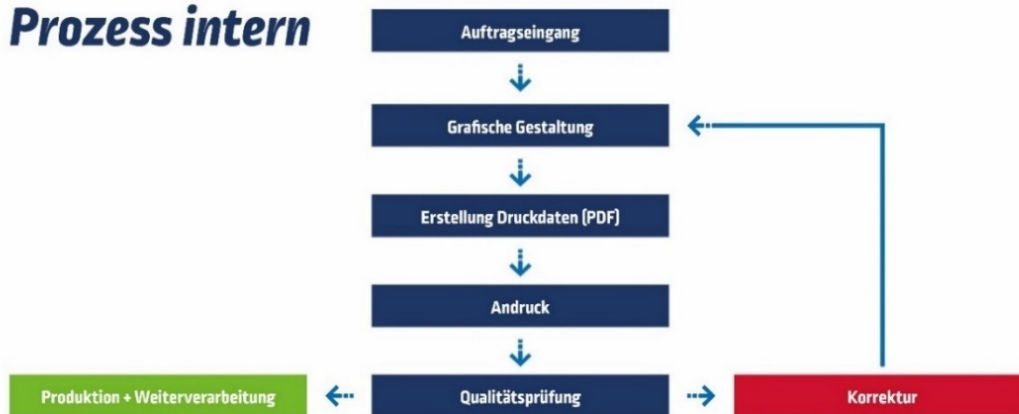 Prozess intern
Auftragseingang
Grafische Gestaltung
Erstellung Druckdaten (PDF)
Andruck
Produktion + Weiterverarbeitung
Qualitätsprüfung
Korrektur